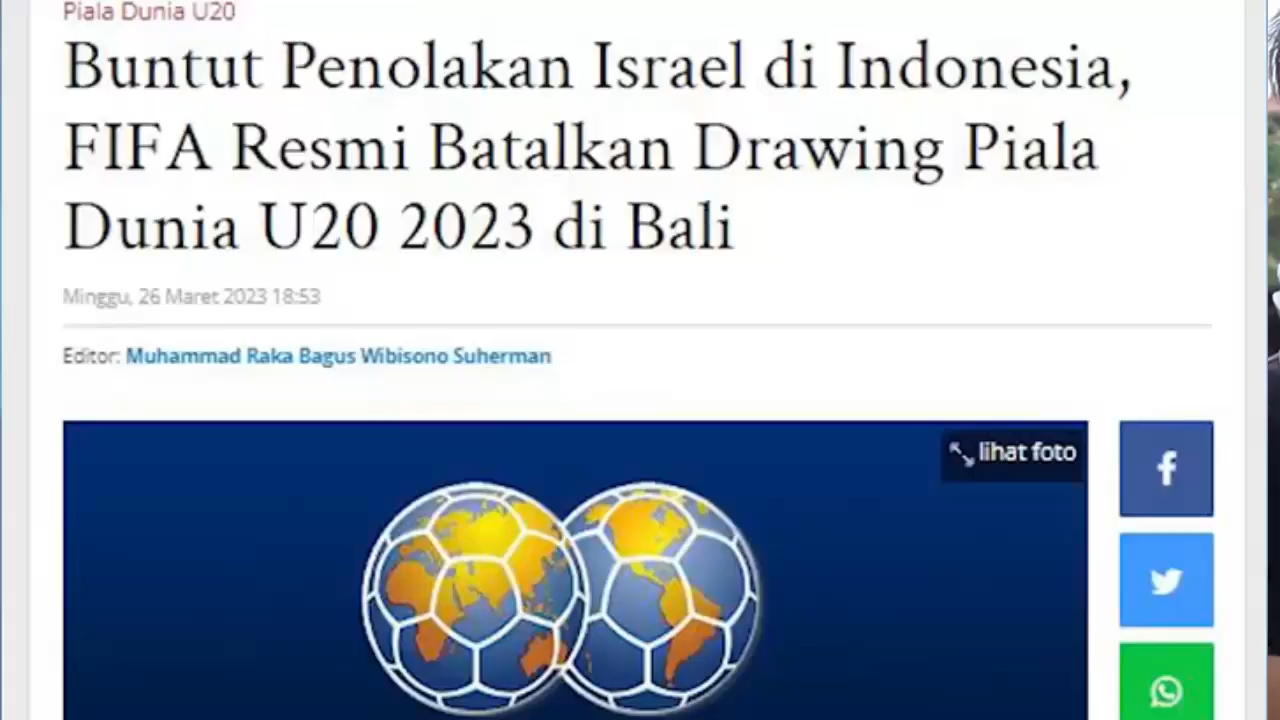 Piala Dunia U20
Buntut Penolakan Israel di Indonesia,
FIFA Resmi Batalkan Drawing Piala
Dunia U20 2023 di Bali
Minggu, 26 Maret 2023 18:53
Editor: Muhammad Raka Bagus Wibisono Suherman
lihat foto